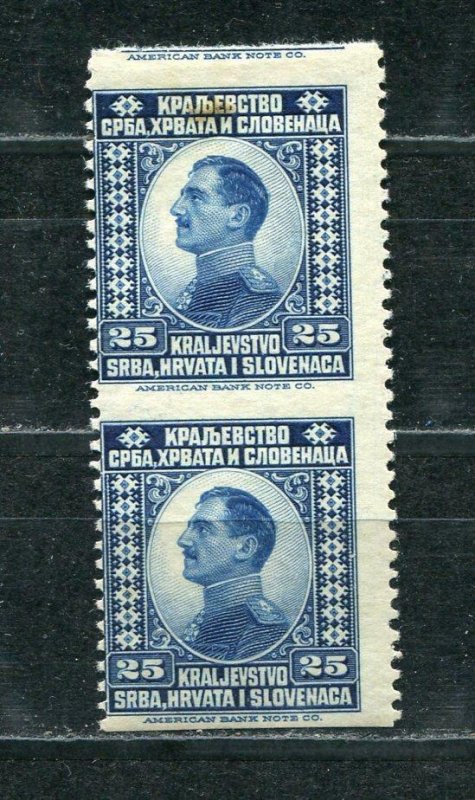 AMERICAN BANK NOTE CO.
КРАЉЕВСТВО
СРБА, ХРВАТА И СЛОВЕНАЦА
25 25
KRALJEVSTVO
SRBA, HRVATA I SLOVENACA
AMERICAN BANK NOTE CO.
КРАЉЕВСТВО
СРБА, ХРВАТА И СЛОВЕНАЦА
25 25
KRALJEVSTVO
SRBA, HRVATA I SLOVENACA
AMERICAN BANK NOTE CO.